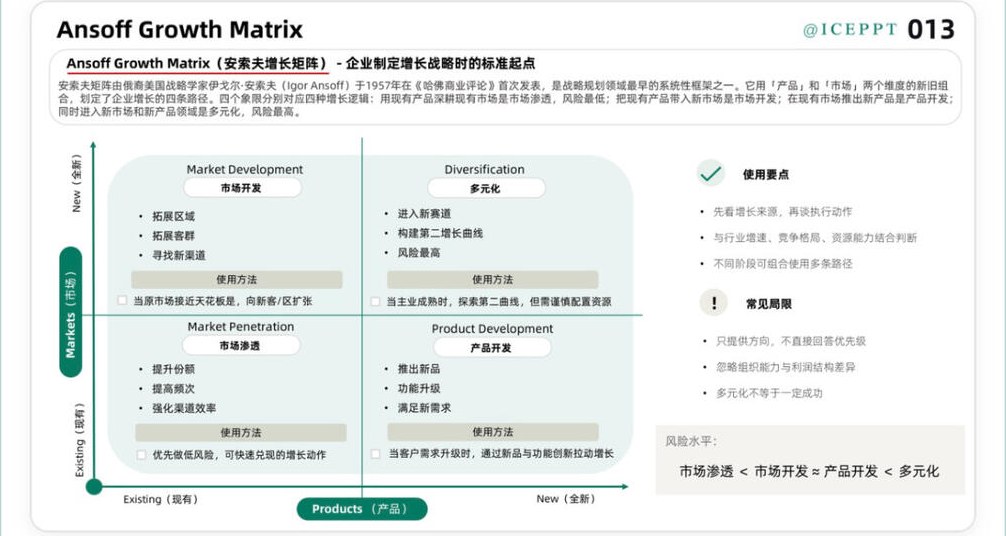 Ansoff Growth Matrix
@ICEPPT 013
Ansoff Growth Matrix（安索夫增长矩阵） - 企业制定增长战略时的标准起点
安索夫矩阵由俄裔美国战略学家伊戈尔·安索夫（Igor Ansoff）于1957年在《哈佛商业评论》首次发表，是战略规划领域最早的系统性框架之一。它用「产品」和「市场」两个维度的新旧组
合，划定了企业增长的四条路径。四个象限分别对应四种增长逻辑：用现有产品深耕现有市场是市场渗透，风险最低；把现有产品带入新市场是市场开发；在现有市场推出新产品是产品开发；
同时进入新市场和新产品领域是多元化，风险最高。
New（全新）
Markets（市场）
Existing（现有）
Market Development
市场开发
• 拓展区域
• 拓展客群
• 寻找新渠道
使用方法
当原市场接近天花板是，向新客/区扩张
Diversification
多元化
• 进入新赛道
• 构建第二增长曲线
• 风险最高
使用方法
当主业成熟时，探索第二曲线，但需谨慎配置资源
Market Penetration
市场渗透
• 提升份额
• 提高频次
• 强化渠道效率
使用方法
优先做低风险，可快速兑现的增长动作
Product Development
产品开发
• 推出新品
• 功能升级
• 满足新需求
使用方法
当客户需求升级时，通过新品与功能创新拉动增长
Existing（现有）
Products（产品）
New（全新）
使用要点
• 先看增长来源，再谈执行动作
• 与行业增速、竞争格局、资源能力结合判断
• 不同阶段可组合使用多条路径
! 常见局限
• 只提供方向，不直接回答优先级
• 忽略组织能力与利润结构差异
• 多元化不等于一定成功
风险水平：
市场渗透 < 市场开发 ≈ 产品开发 < 多元化